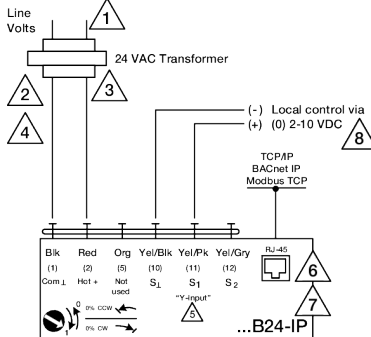 Line
Volts
1
24 VAC Transformer
2
3
4
(-) Local control via
(+) (0) 2-10 VDC
8
TCP/IP
BACnet IP
Modbus TCP
Blk Red Org Yel/Blk Yel/Pk Yel/Gry
RJ-45
(1) (2) (5) (10) (11) (12)
Com ⊥ Hot + Not used S⊥ S1 S2
"Y-Input"
5
6
7
0
1
0% CCW
0% CW
...B24-IP